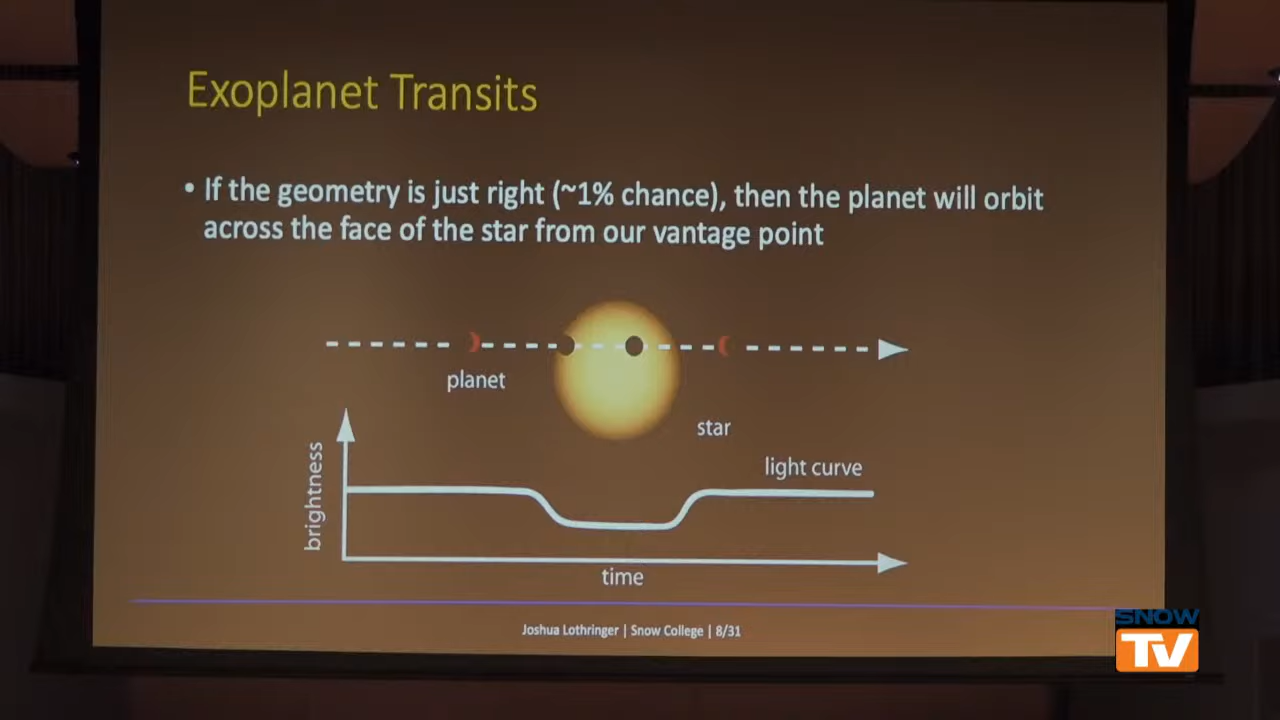 Exoplanet Transits
• If the geometry is just right (~1% chance), then the planet will orbit
across the face of the star from our vantage point
planet
star
light curve
brightness
time
Joshua Lothringer | Snow College | 8/31
SNOW
TV